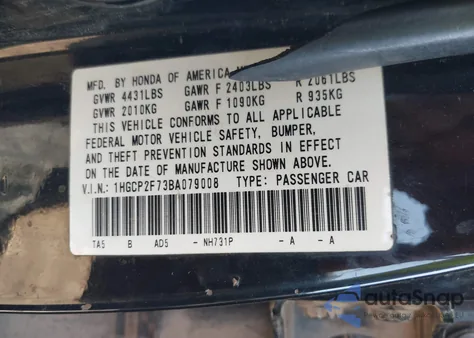 MFD. BY HONDA OF AMERICA
GVWR 4431LBS GAWR F 2403LBS R 2061LBS
GVWR 2010KG GAWR F 1090KG R 935KG
THIS VEHICLE CONFORMS TO ALL APPLICABLE
FEDERAL MOTOR VEHICLE SAFETY, BUMPER,
AND THEFT PREVENTION STANDARDS IN EFFECT
ON THE DATE OF MANUFACTURE SHOWN ABOVE.
V.I.N.: 1HGCP2F73BA079008 TYPE: PASSENGER CAR
TA5 B AD5 - NH731P - A - A
autoSnap